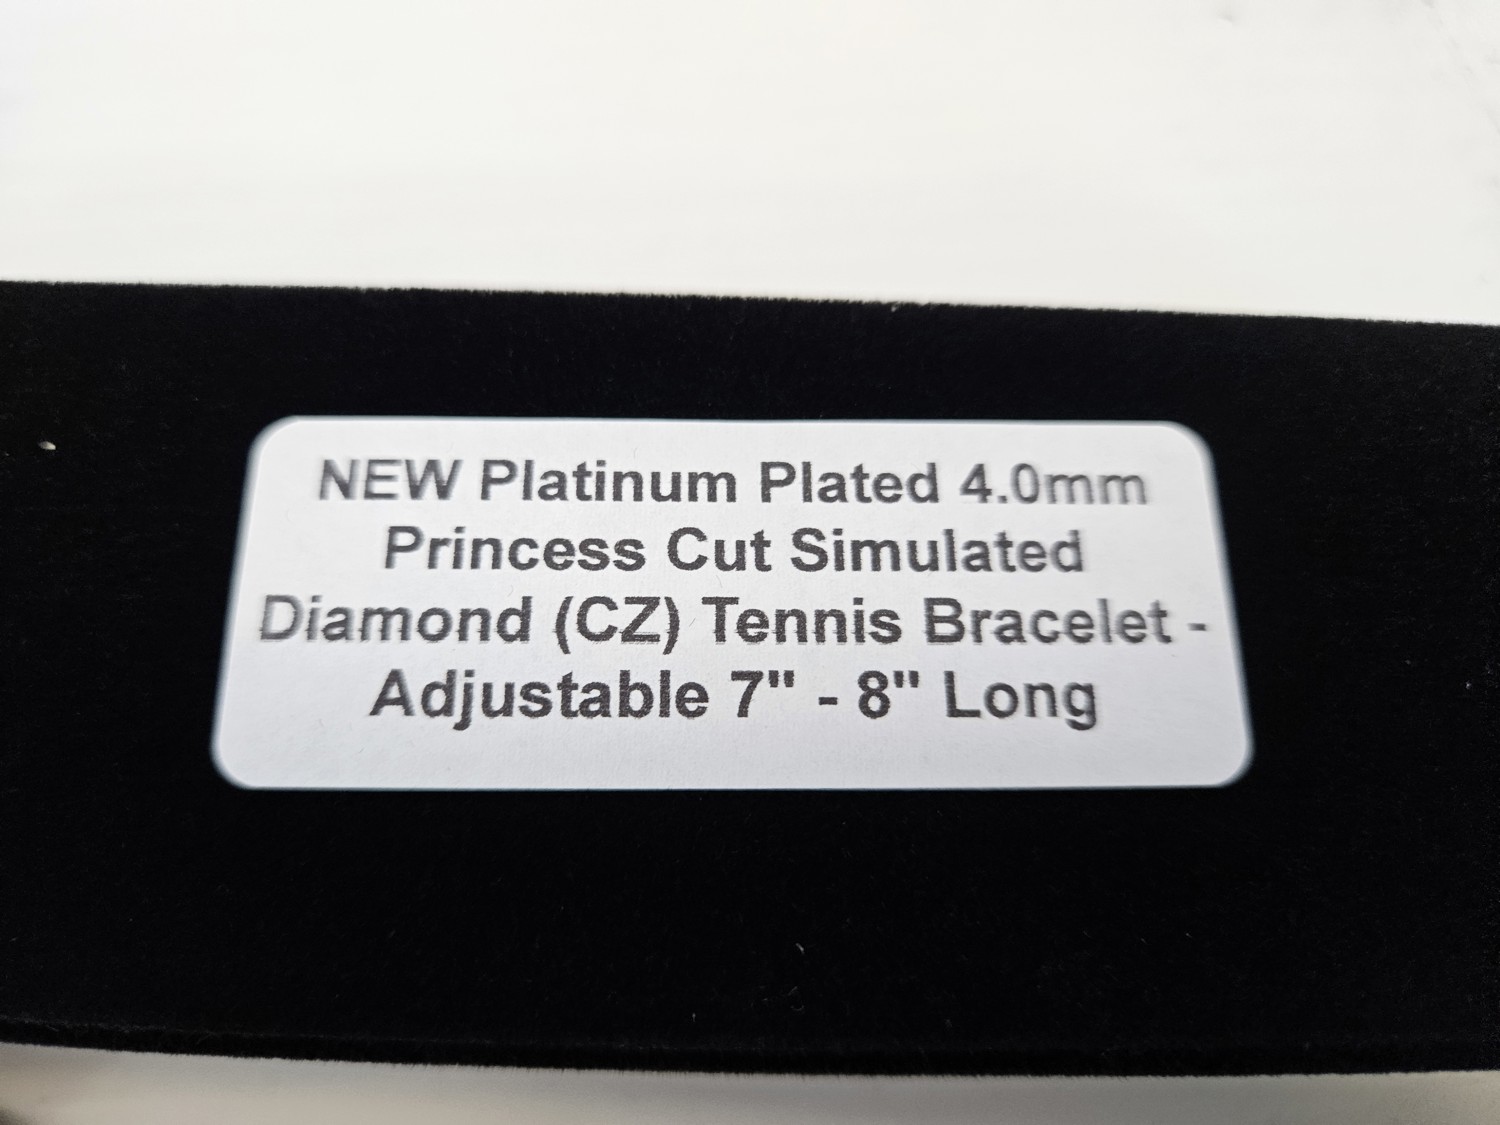 NEW Platinum Plated 4.0mm
Princess Cut Simulated
Diamond (CZ) Tennis Bracelet -
Adjustable 7" - 8" Long